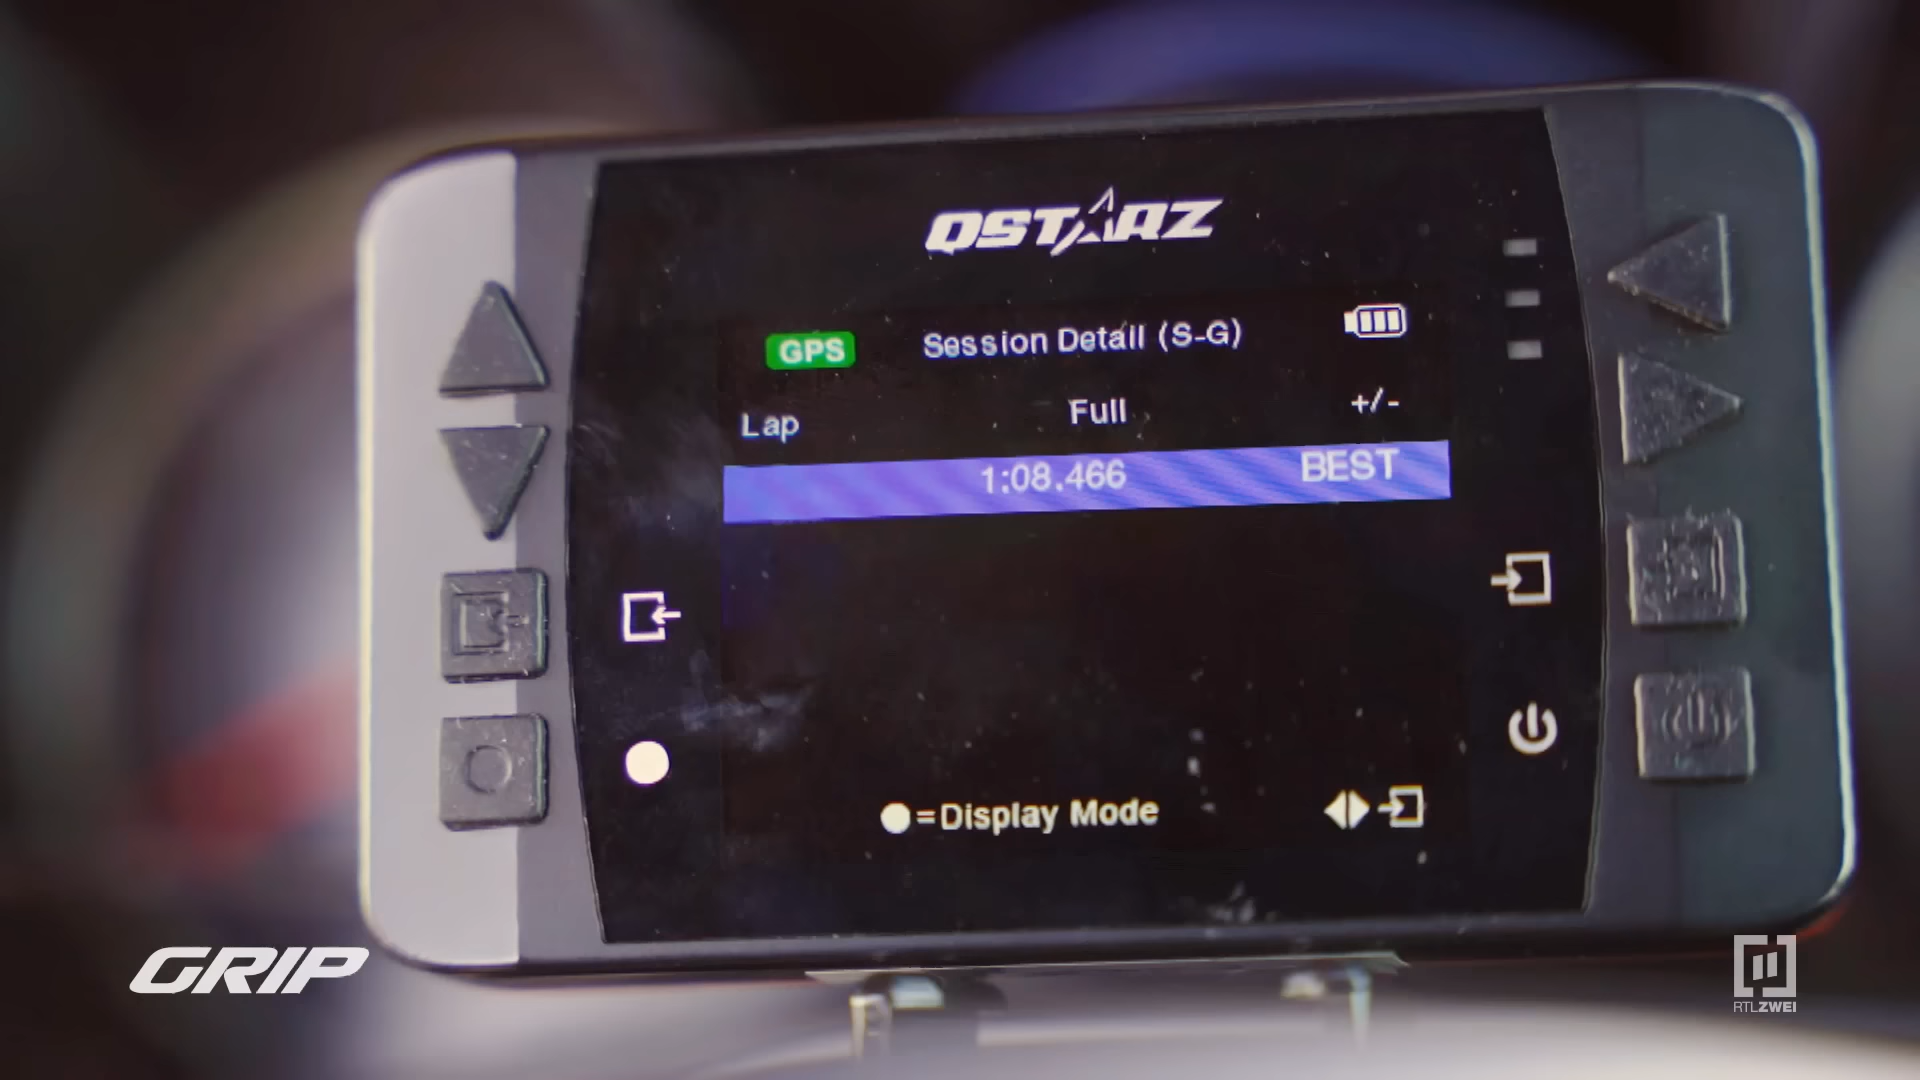 QSTARZ
GPS Session Detail (S-G)
Lap Full +/-
1:08.466 BEST
=Display Mode
GRIP
RTLZWEI